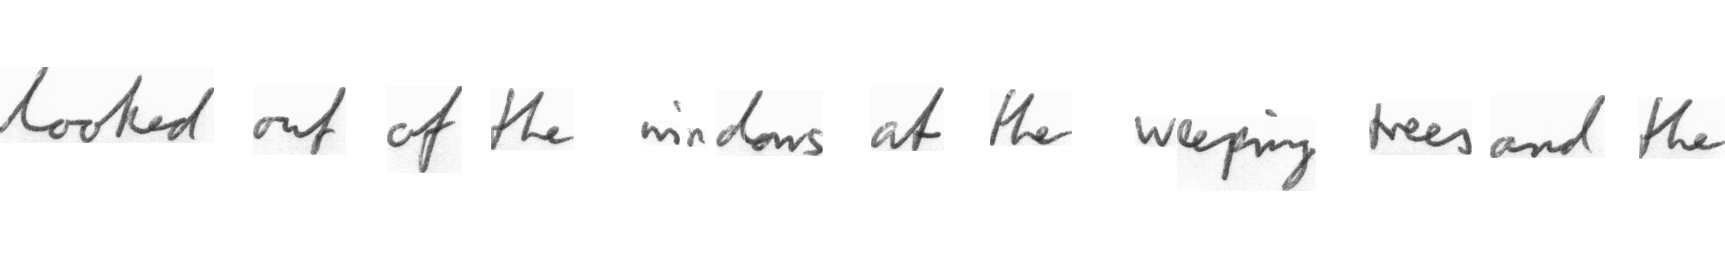 looked out of the windows at the weeping trees and the